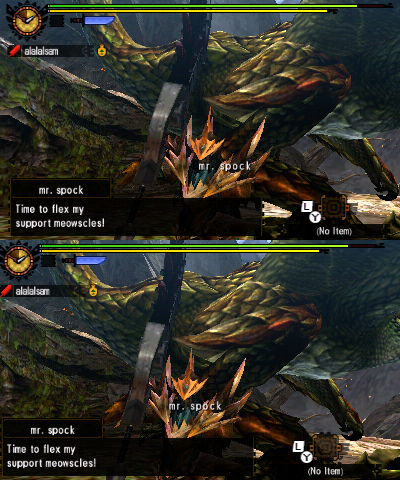 alalalsam
mr. spock
mr. spock
Time to flex my
support meowscles!
L
Y
(No Item)
alalalsam
mr. spock
mr. spock
Time to flex my
support meowscles!
L
Y
(No Item)